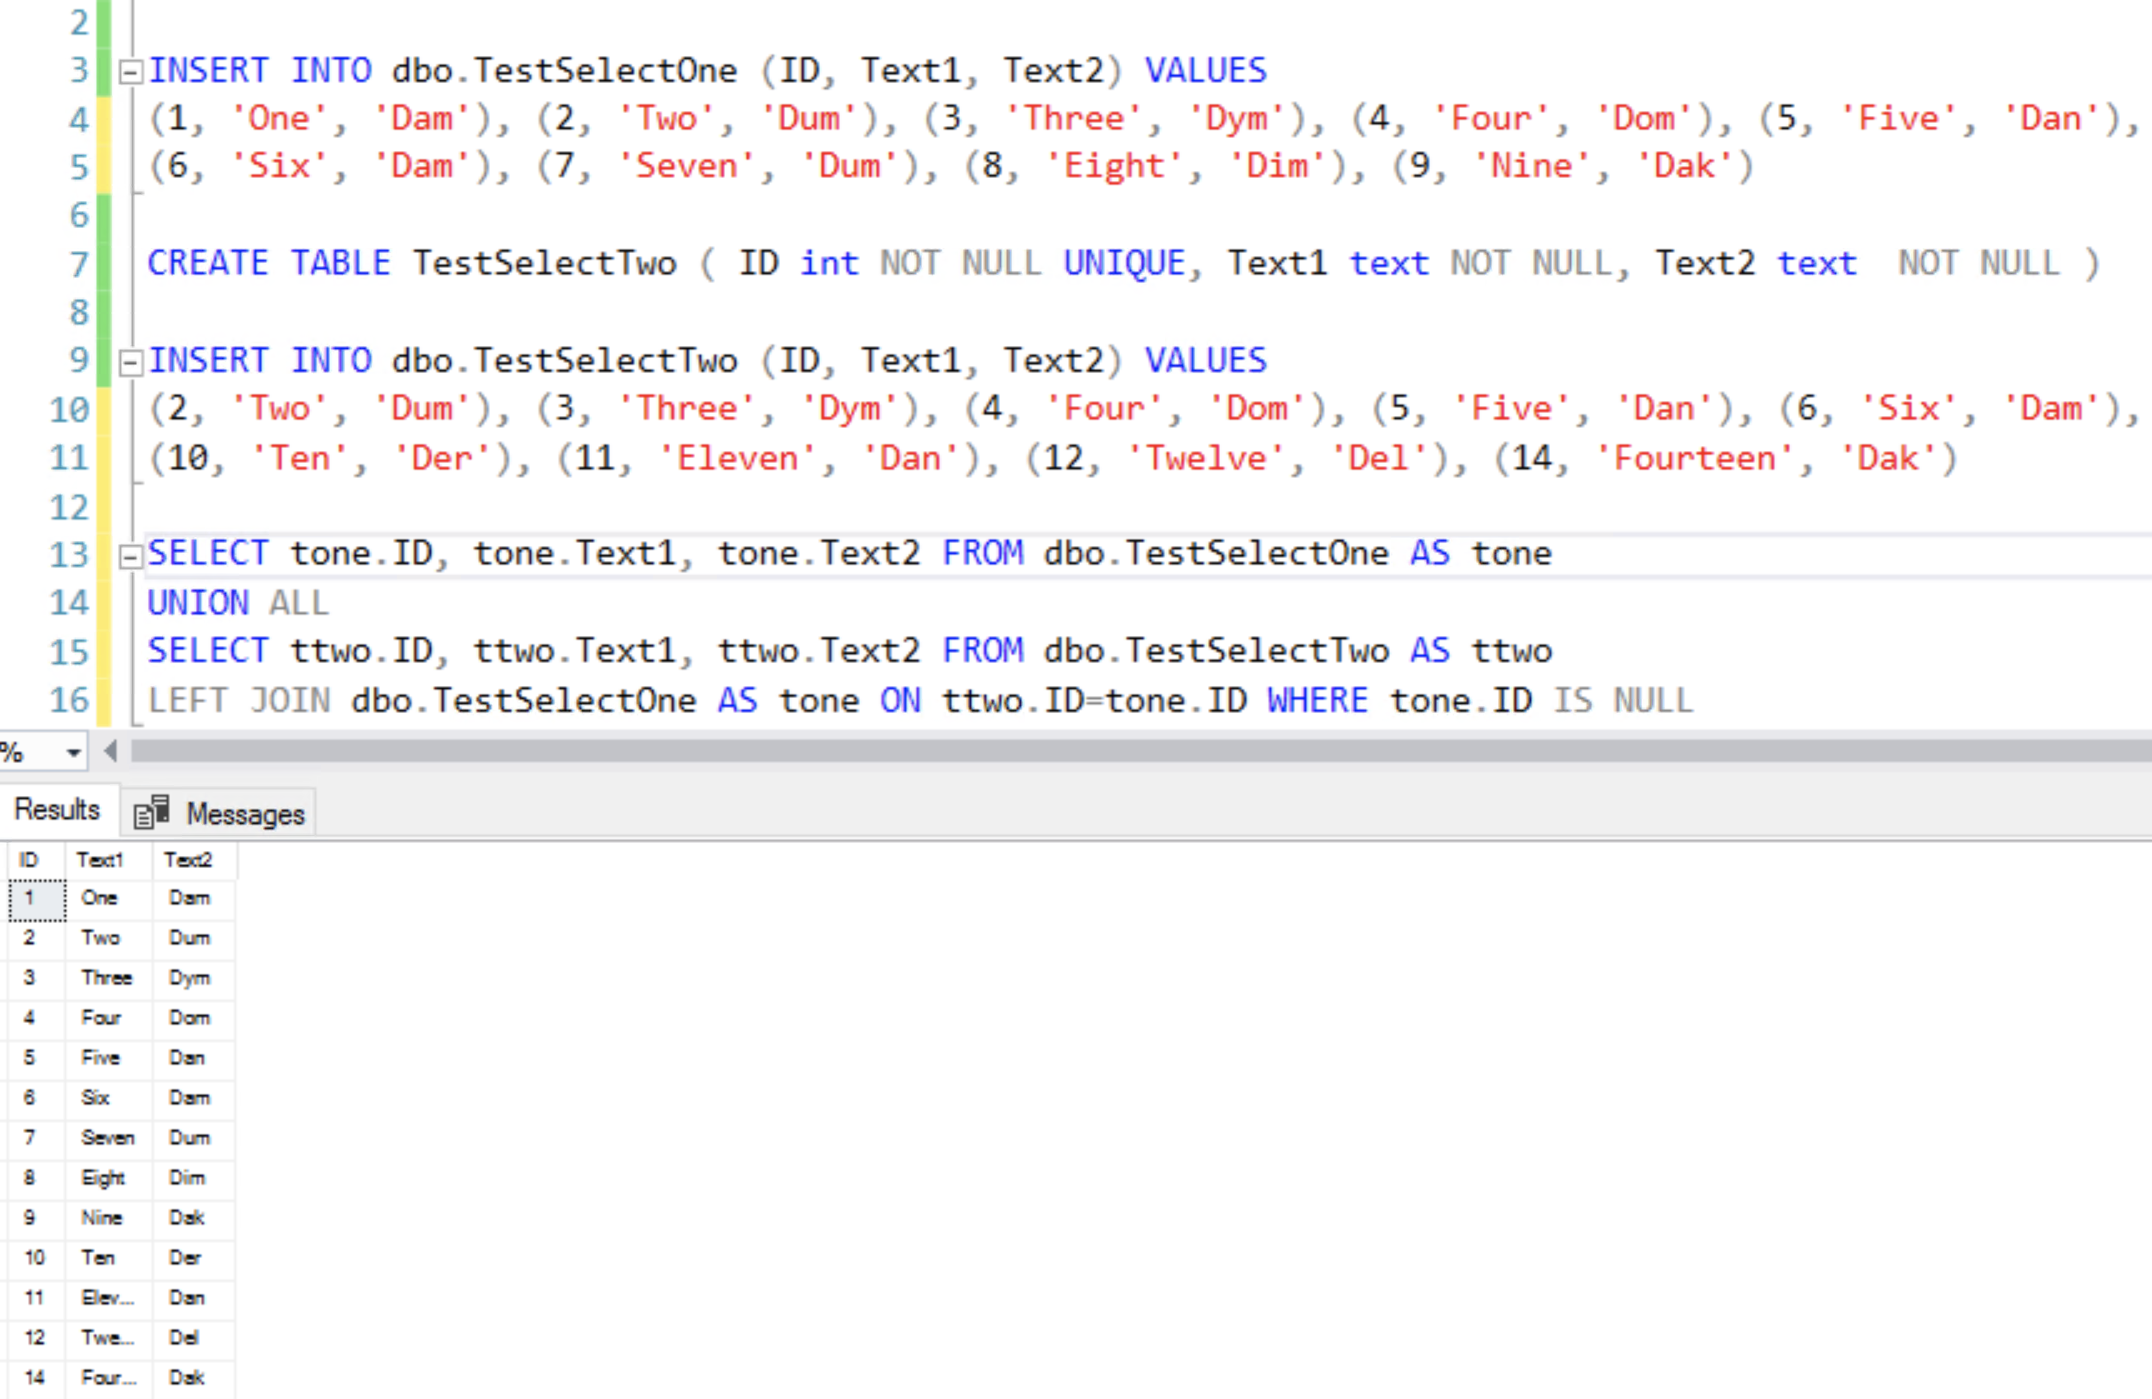 2
3 INSERT INTO dbo.TestSelectOne (ID, Text1, Text2) VALUES
4 (1, 'One', 'Dam'), (2, 'Two', 'Dum'), (3, 'Three', 'Dym'), (4, 'Four', 'Dom'), (5, 'Five', 'Dan'),
5 (6, 'Six', 'Dam'), (7, 'Seven', 'Dum'), (8, 'Eight', 'Dim'), (9, 'Nine', 'Dak')
6
7 CREATE TABLE TestSelectTwo ( ID int NOT NULL UNIQUE, Text1 text NOT NULL, Text2 text  NOT NULL )
8
9 INSERT INTO dbo.TestSelectTwo (ID, Text1, Text2) VALUES
10 (2, 'Two', 'Dum'), (3, 'Three', 'Dym'), (4, 'Four', 'Dom'), (5, 'Five', 'Dan'), (6, 'Six', 'Dam'),
11 (10, 'Ten', 'Der'), (11, 'Eleven', 'Dan'), (12, 'Twelve', 'Del'), (14, 'Fourteen', 'Dak')
12
13 SELECT tone.ID, tone.Text1, tone.Text2 FROM dbo.TestSelectOne AS tone
14 UNION ALL
15 SELECT ttwo.ID, ttwo.Text1, ttwo.Text2 FROM dbo.TestSelectTwo AS ttwo
16 LEFT JOIN dbo.TestSelectOne AS tone ON ttwo.ID=tone.ID WHERE tone.ID IS NULL
%
Results Messages
ID Text1 Text2
1 One Dam
2 Two Dum
3 Three Dym
4 Four Dom
5 Five Dan
6 Six Dam
7 Seven Dum
8 Eight Dim
9 Nine Dak
10 Ten Der
11 Elev... Dan
12 Twe... Del
14 Four... Dak